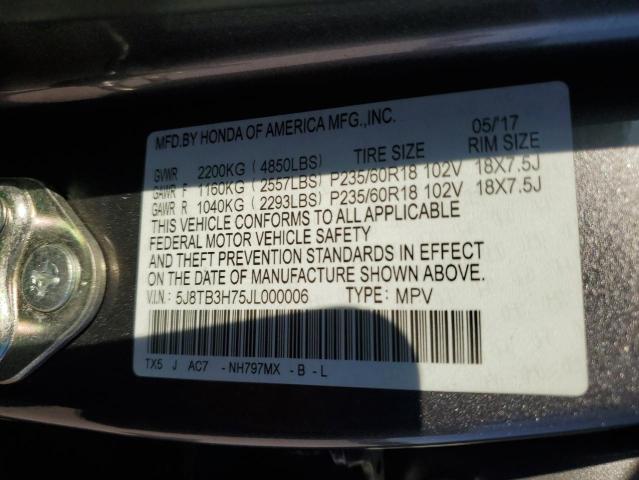 MFD.BY HONDA OF AMERICA MFG.,INC. 05/'17
GVWR 2200KG (4850LBS) TIRE SIZE RIM SIZE
GAWR F 1160KG (2557LBS) P235/60R18 102V 18X7.5J
GAWR R 1040KG (2293LBS) P235/60R18 102V 18X7.5J
THIS VEHICLE CONFORMS TO ALL APPLICABLE
FEDERAL MOTOR VEHICLE SAFETY
AND THEFT PREVENTION STANDARDS IN EFFECT
ON THE DATE OF MANUFACTURE SHOWN ABOVE.
V.I.N.: 5J8TB3H75JL000006 TYPE: MPV
TX5 J AC7 -NH797MX -B -L